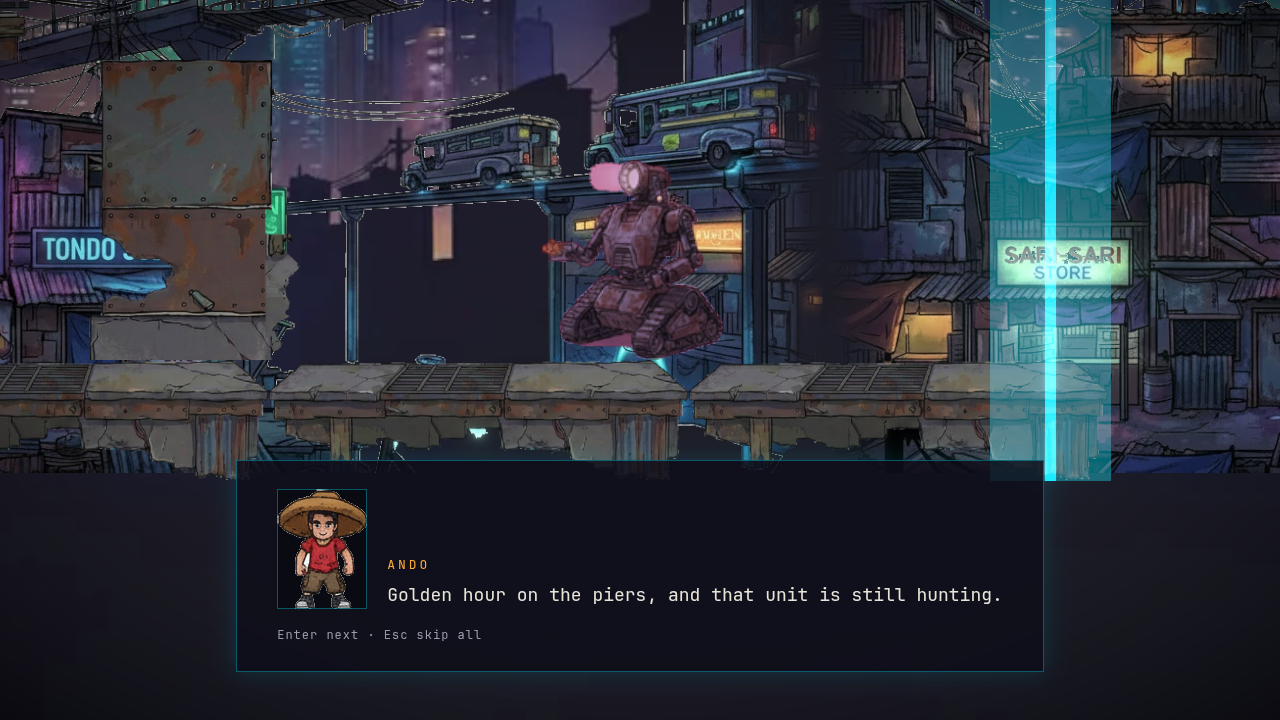 TONDO
SARI-SARI
STORE
ANDO
Golden hour on the piers, and that unit is still hunting.
Enter next · Esc skip all